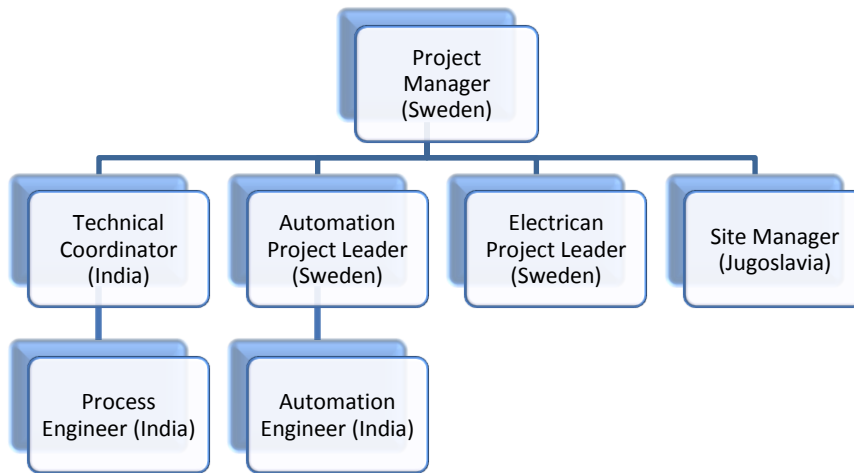 Project
Manager
(Sweden)
Technical
Coordinator
(India)
Automation
Project Leader
(Sweden)
Electrican
Project Leader
(Sweden)
Site Manager
(Jugoslavia)
Process
Engineer (India)
Automation
Engineer (India)